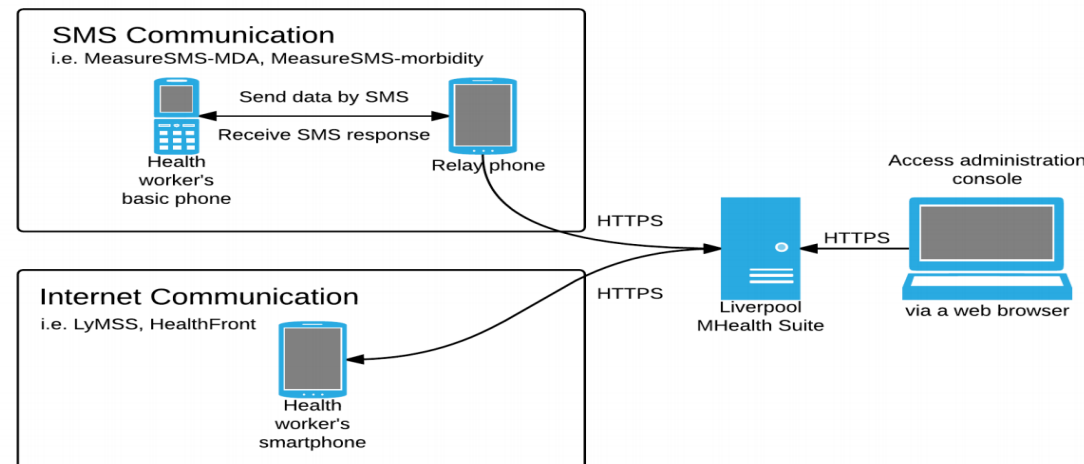 SMS Communication
i.e. MeasureSMS-MDA, MeasureSMS-morbidity
Send data by SMS
Receive SMS response
Health
worker's
basic phone
Relay phone
HTTPS
Internet Communication
i.e. LyMSS, HealthFront
Health
worker's
smartphone
HTTPS
Liverpool
MHealth Suite
HTTPS
Access administration
console
via a web browser